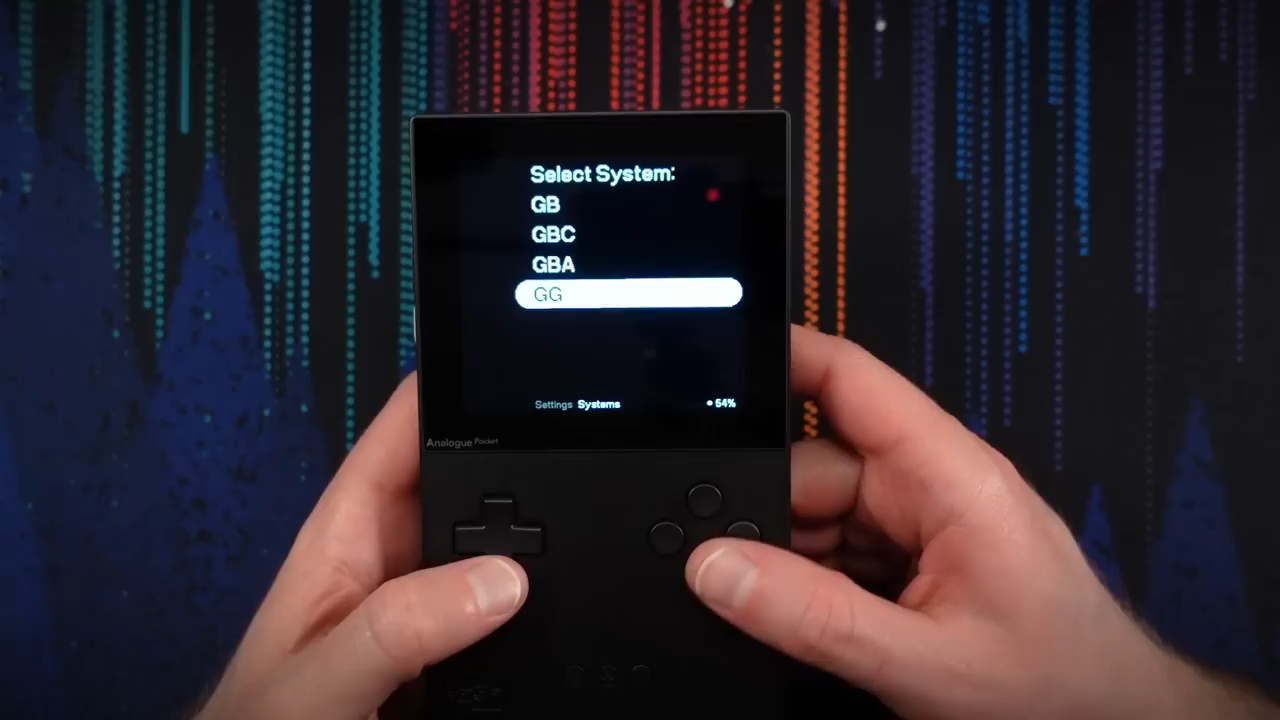 Select System:
GB
GBC
GBA
GG
Settings Systems 54%
Analogue Pocket